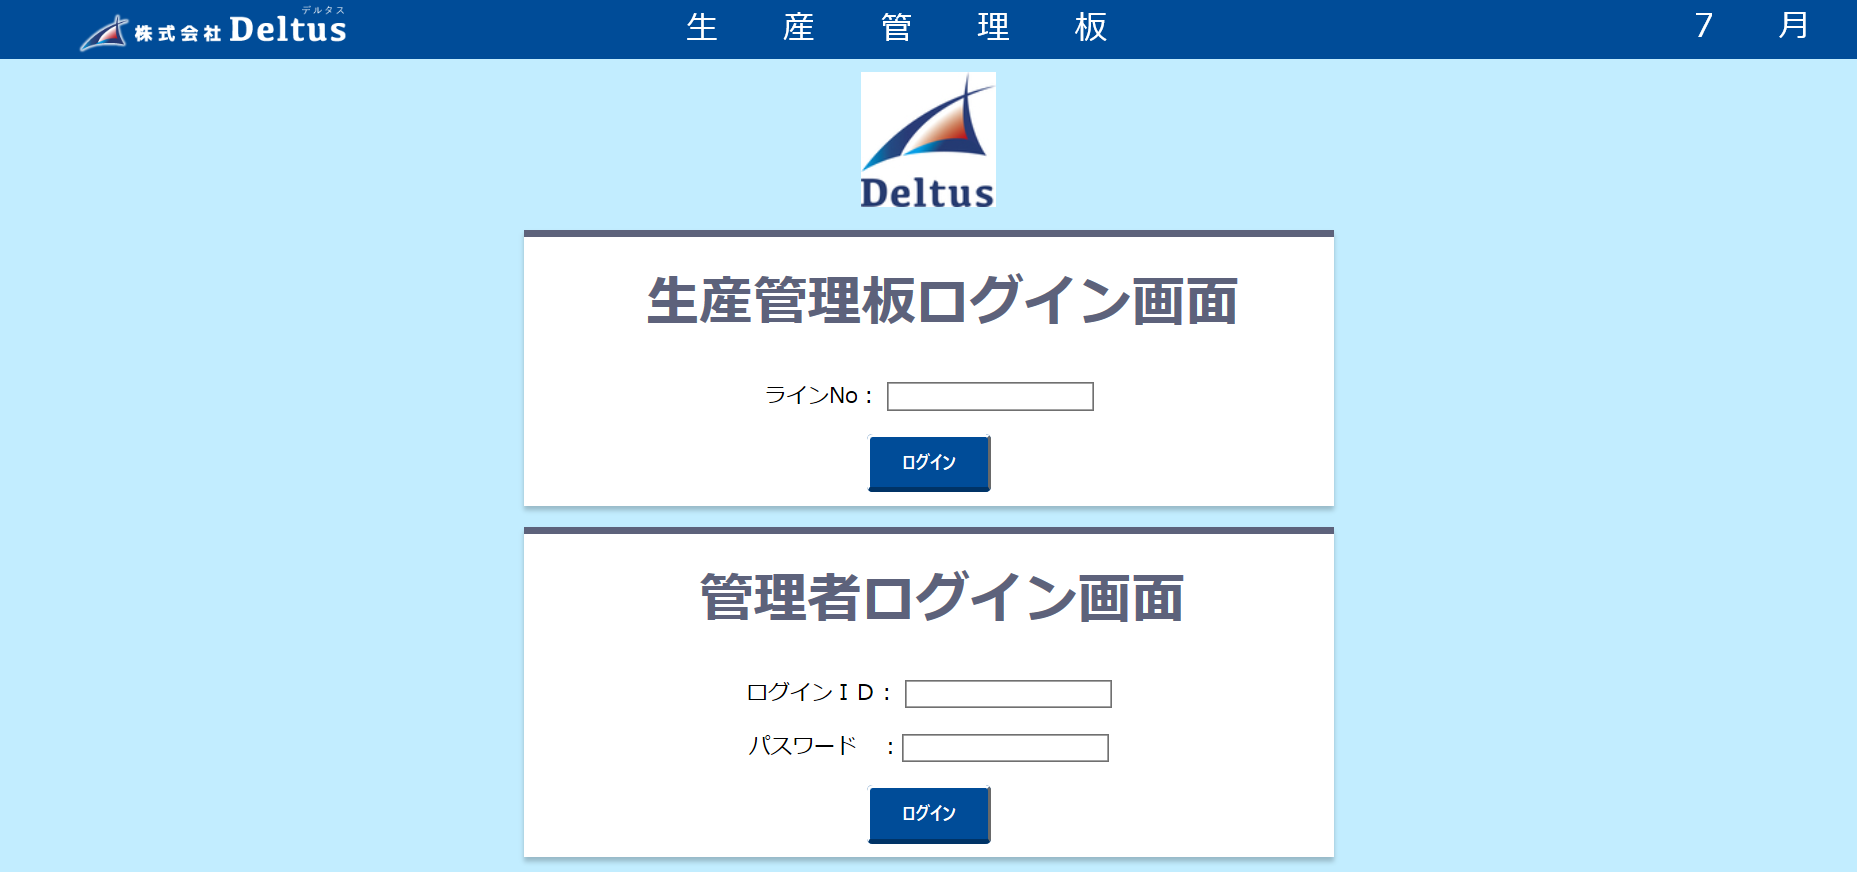 デルタス
株式会社 Deltus
生産管理板
7月
Deltus
生産管理板ログイン画面
ラインNo：
ログイン
管理者ログイン画面
ログインＩＤ：
パスワード　：
ログイン